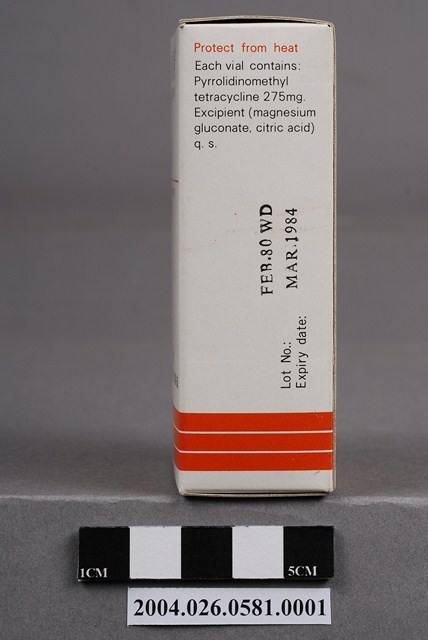 Protect from heat
Each vial contains:
Pyrrolidinomethyl
tetracycline 275mg.
Excipient (magnesium
gluconate, citric acid)
q. s.
Lot No.: FEB.80 WD
Expiry date: MAR.1984
1CM
5CM
2004.026.0581.0001